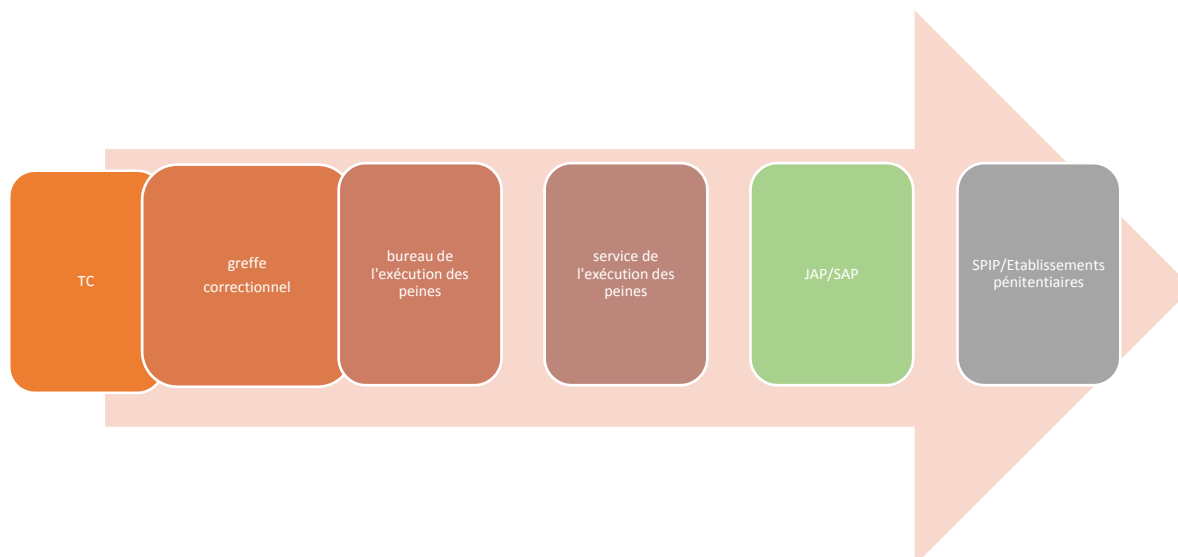 TC
greffe
correctionnel
bureau de
l'exécution des
peines
service de
l'exécution des
peines
JAP/SAP
SPIP/Etablissements
pénitentiaires